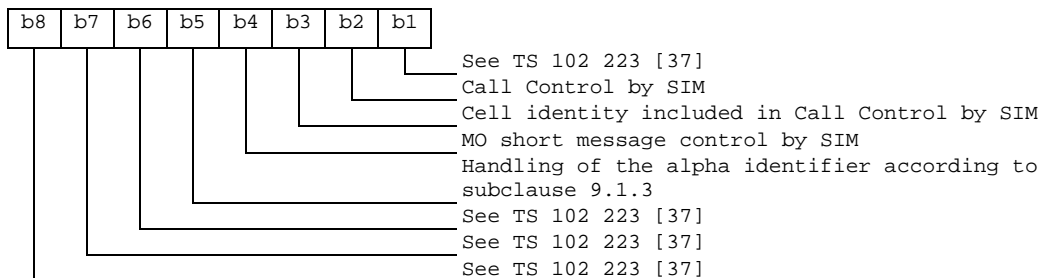 b8 b7 b6 b5 b4 b3 b2 b1
See TS 102 223 [37]
Call Control by SIM
Cell identity included in Call Control by SIM
MO short message control by SIM
Handling of the alpha identifier according to
subclause 9.1.3
See TS 102 223 [37]
See TS 102 223 [37]
See TS 102 223 [37]